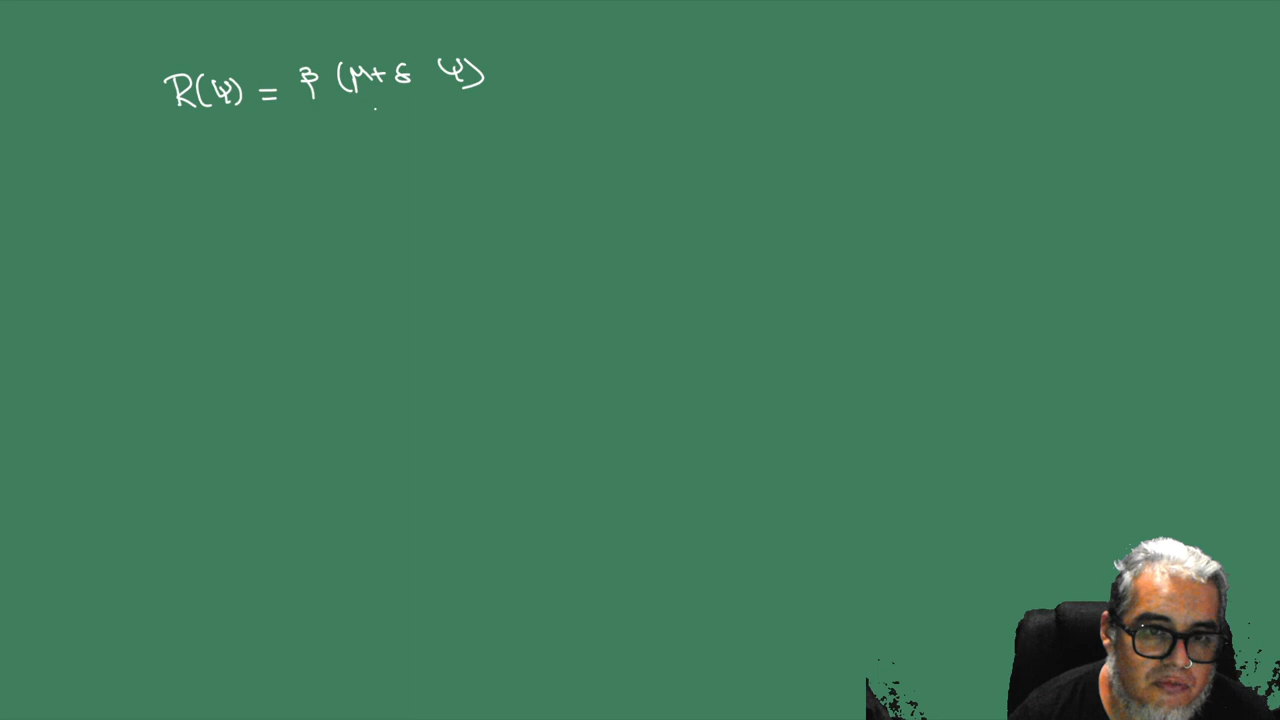 R(ψ) = β (μ+δ ψ)